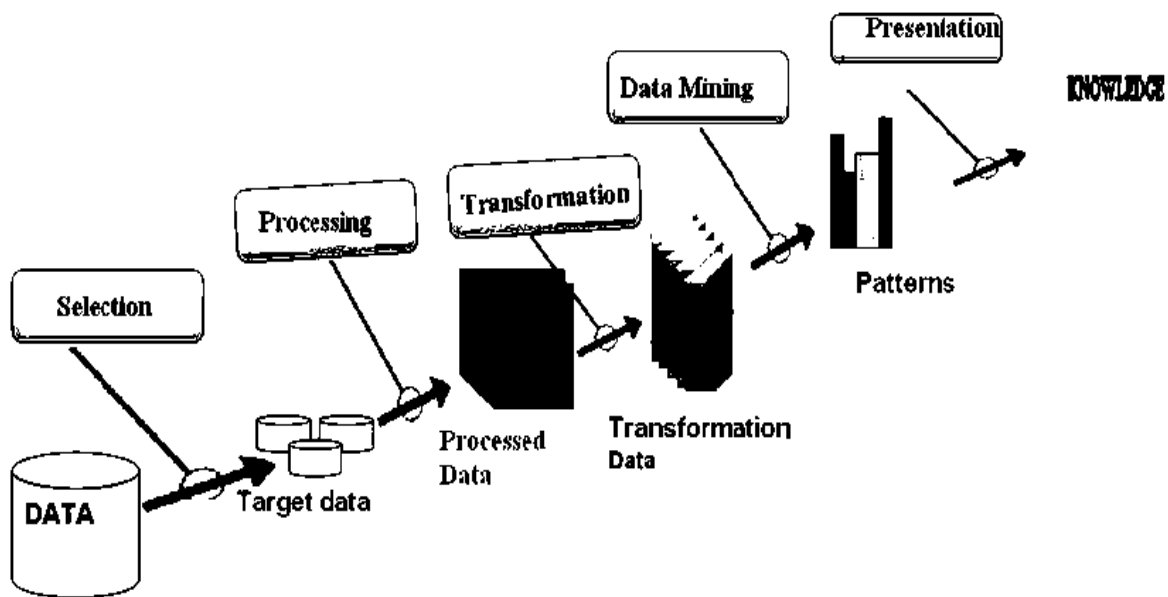 Presentation
KNOWLEDGE
Data Mining
Transformation
Processing
Patterns
Selection
Transformation
Data
Processed
Data
Target data
DATA